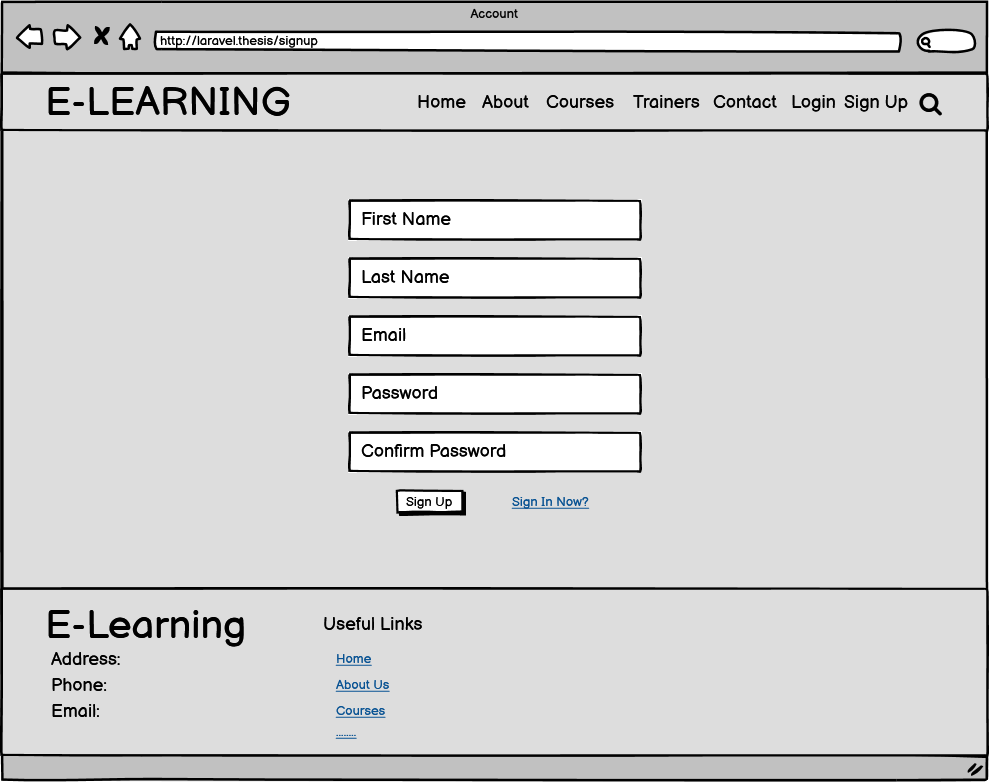 Account
http://laravel.thesis/signup
E-LEARNING
Home About Courses Trainers Contact Login Sign Up
First Name
Last Name
Email
Password
Confirm Password
Sign Up Sign In Now?
E-Learning
Address:
Phone:
Email:
Useful Links
Home
About Us
Courses
........